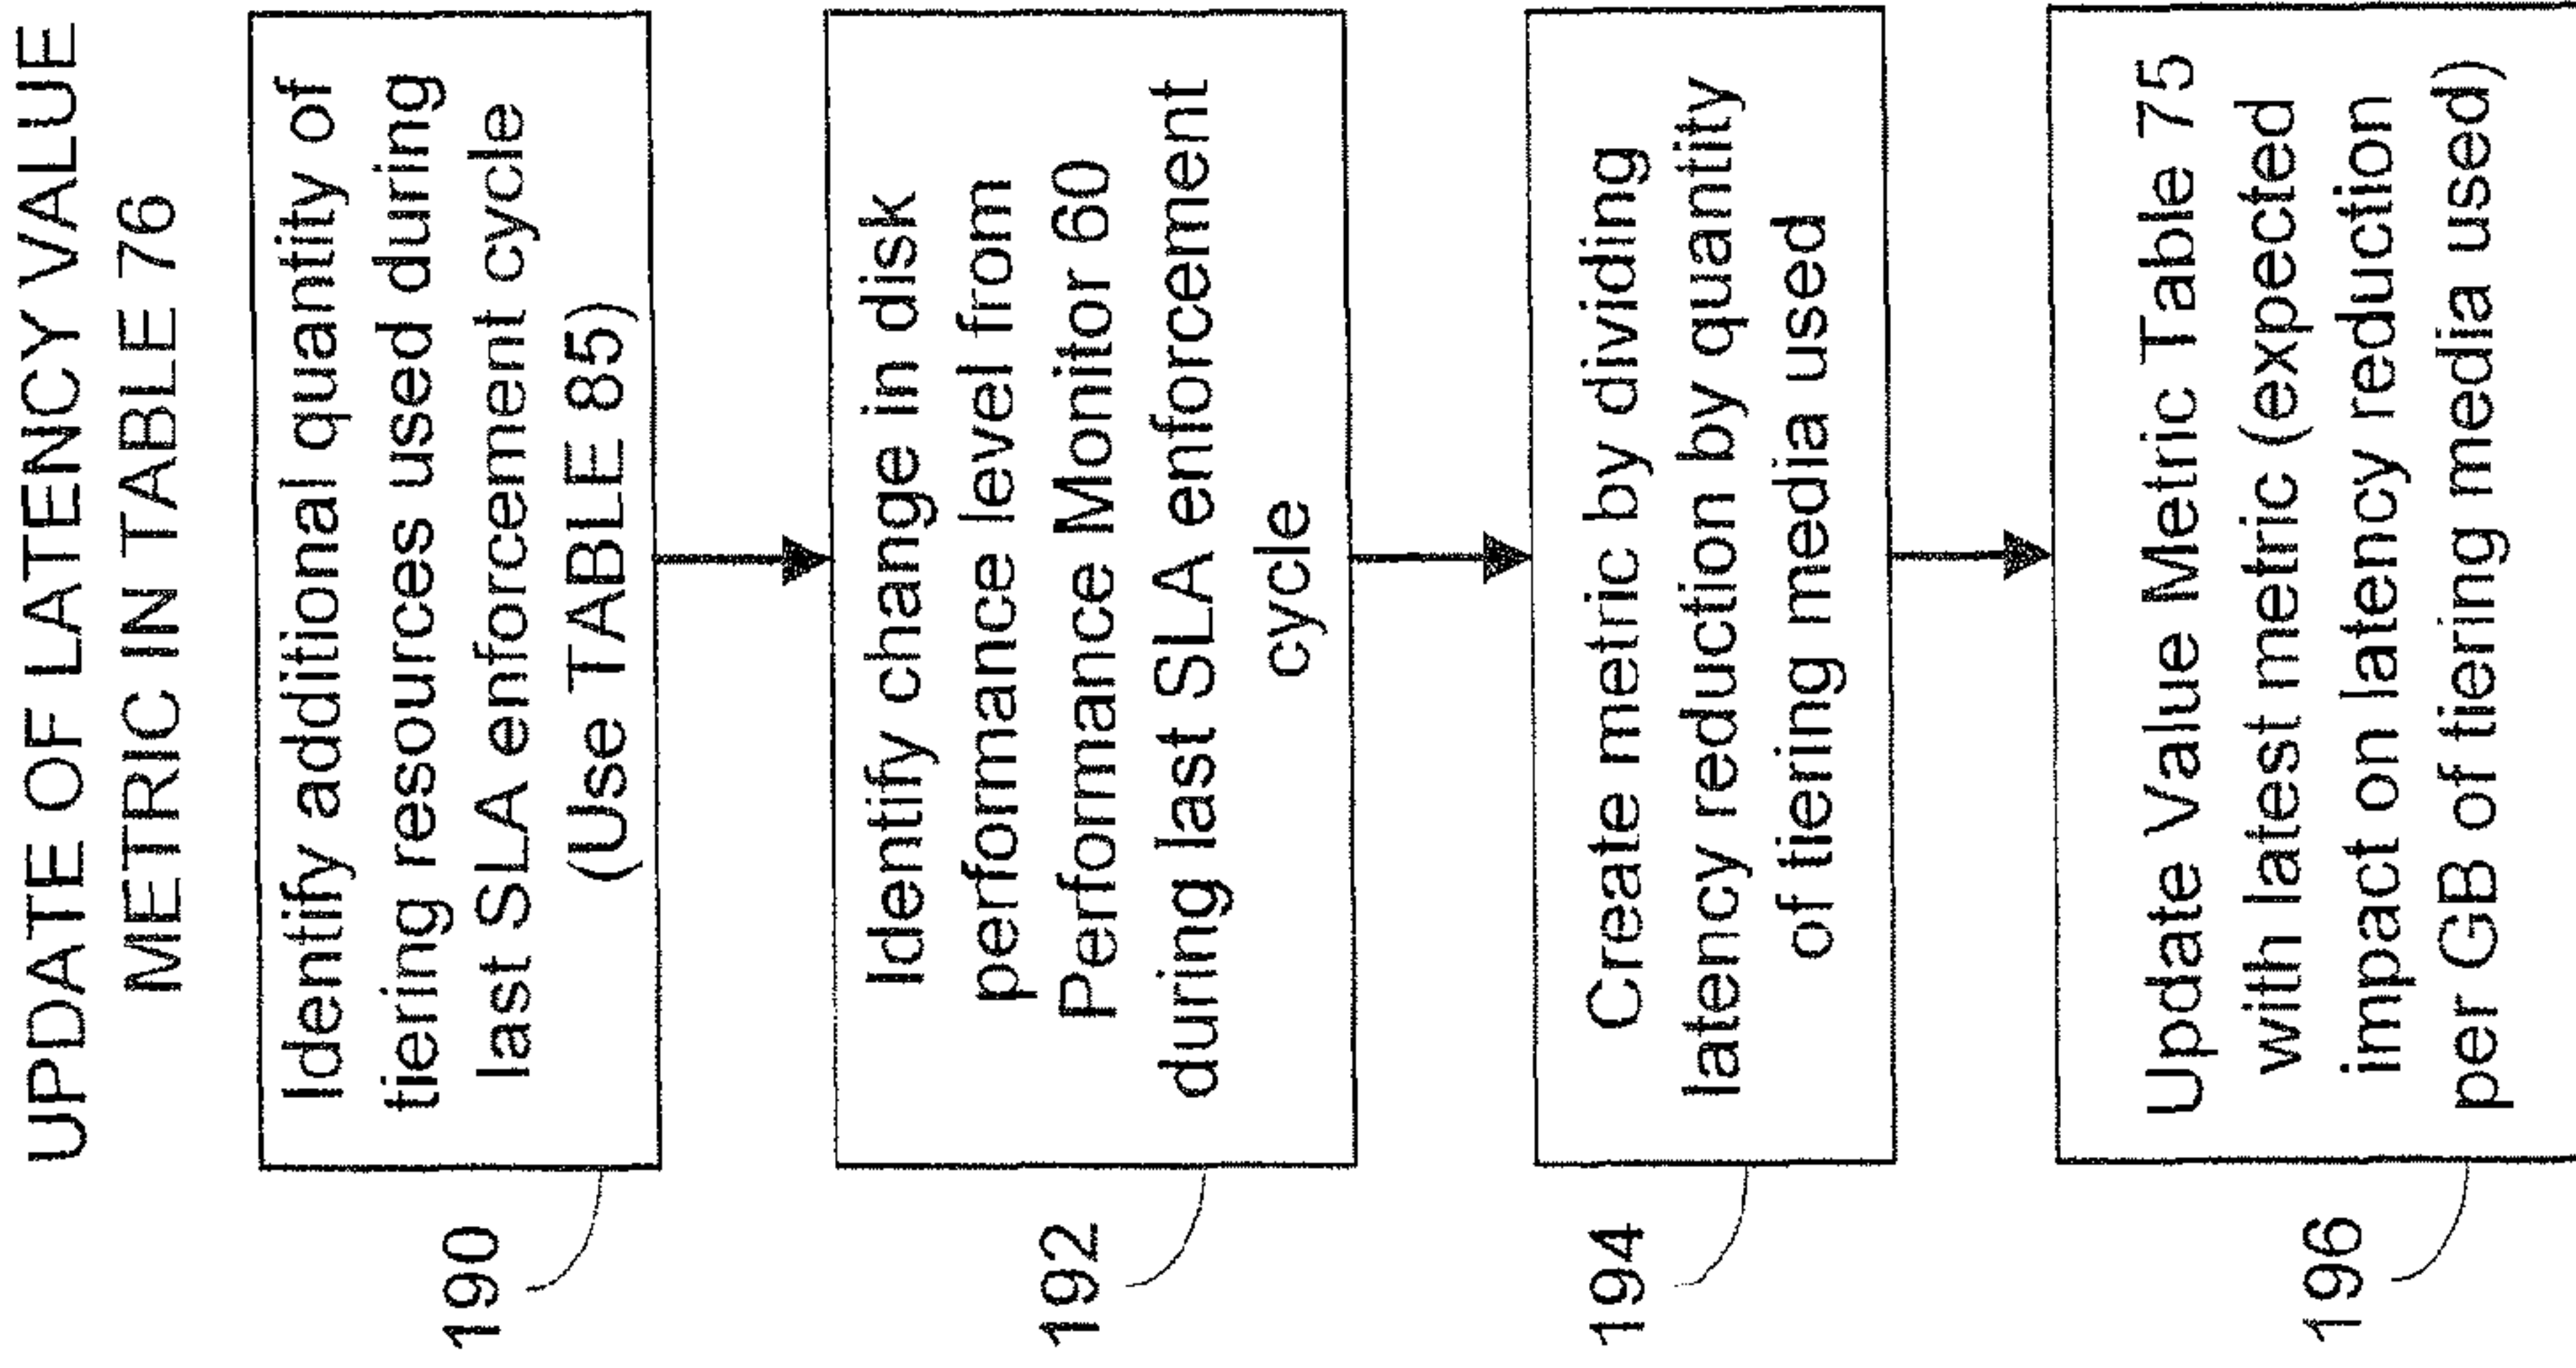 UPDATE OF LATENCY VALUE
METRIC IN TABLE 76
190
Identify additional quantity of
tiering resources used during
last SLA enforcement cycle
(Use TABLE 85)
192
Identify change in disk
performance level from
Performance Monitor 60
during last SLA enforcement
cycle
194
Create metric by dividing
latency reduction by quantity
of tiering media used
196
Update Value Metric Table 75
with latest metric (expected
impact on latency reduction
per GB of tiering media used)